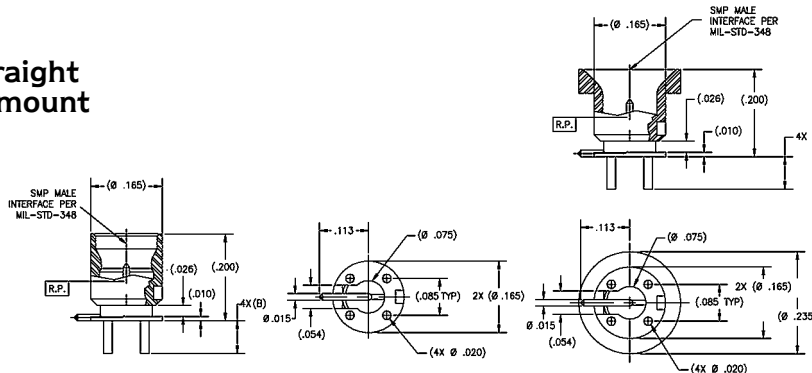 raight
mount
SMP MALE
INTERFACE PER
MIL-STD-348
(Ø .165)
(.026)
(.200)
(.010)
R.P.
4X
SMP MALE
INTERFACE PER
MIL-STD-348
(Ø .165)
(.026)
(.200)
(.010)
R.P.
4X(B)
.113
(Ø .075)
(.085 TYP)
2X (Ø .165)
Ø.015
(.054)
(4X Ø .020)
.113
(Ø .075)
(.085 TYP)
2X (Ø .165)
(Ø .235
Ø.015
(.054)
(4X Ø .020)